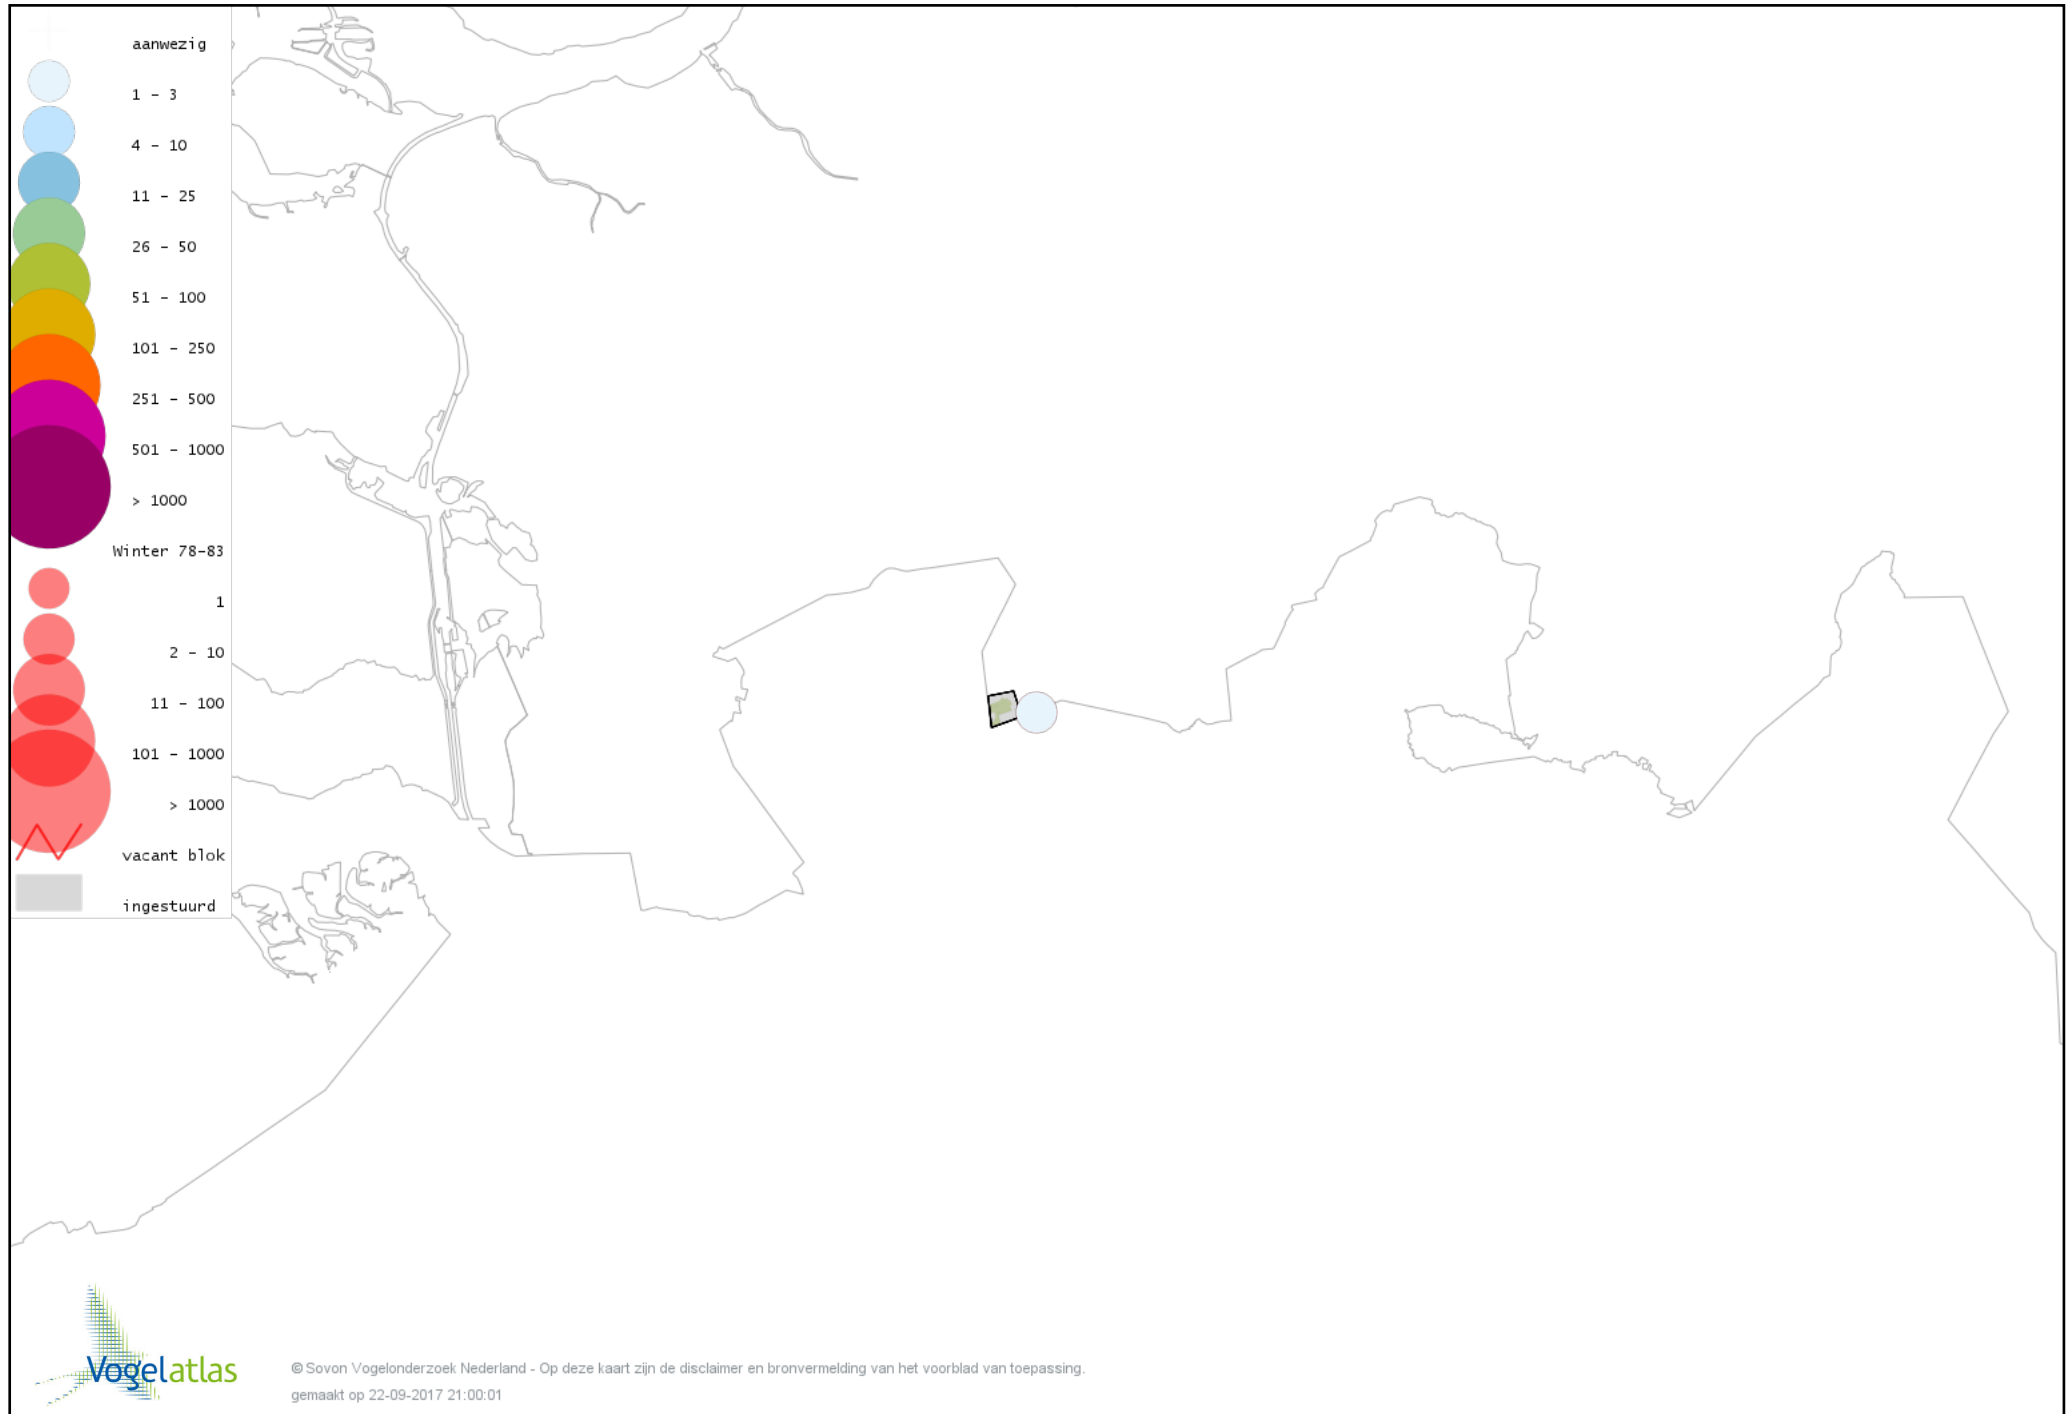 aanwezig
1 - 3
4 - 10
11 - 25
26 - 50
51 - 100
101 - 250
251 - 500
501 - 1000
> 1000
Winter 78-83
1
2 - 10
11 - 100
101 - 1000
> 1000
vacant blok
ingestuurd
Vogelatlas
© Sovon Vogelonderzoek Nederland - Op deze kaart zijn de disclaimer en bronvermelding van het voorblad van toepassing.
gemaakt op 22-09-2017 21:00:01